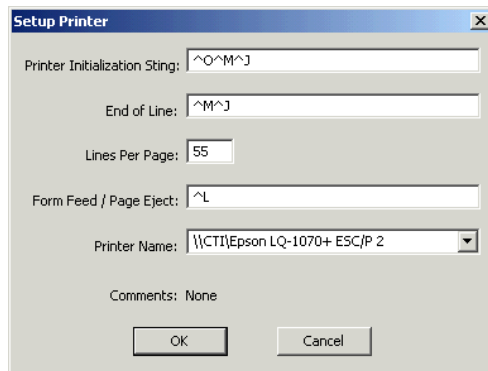 Setup Printer
Printer Initialization Sting: ^O^M^J
End of Line: ^M^J
Lines Per Page: 55
Form Feed / Page Eject: ^L
Printer Name: \\CTI\Epson LQ-1070+ ESC/P 2
Comments: None
OK Cancel